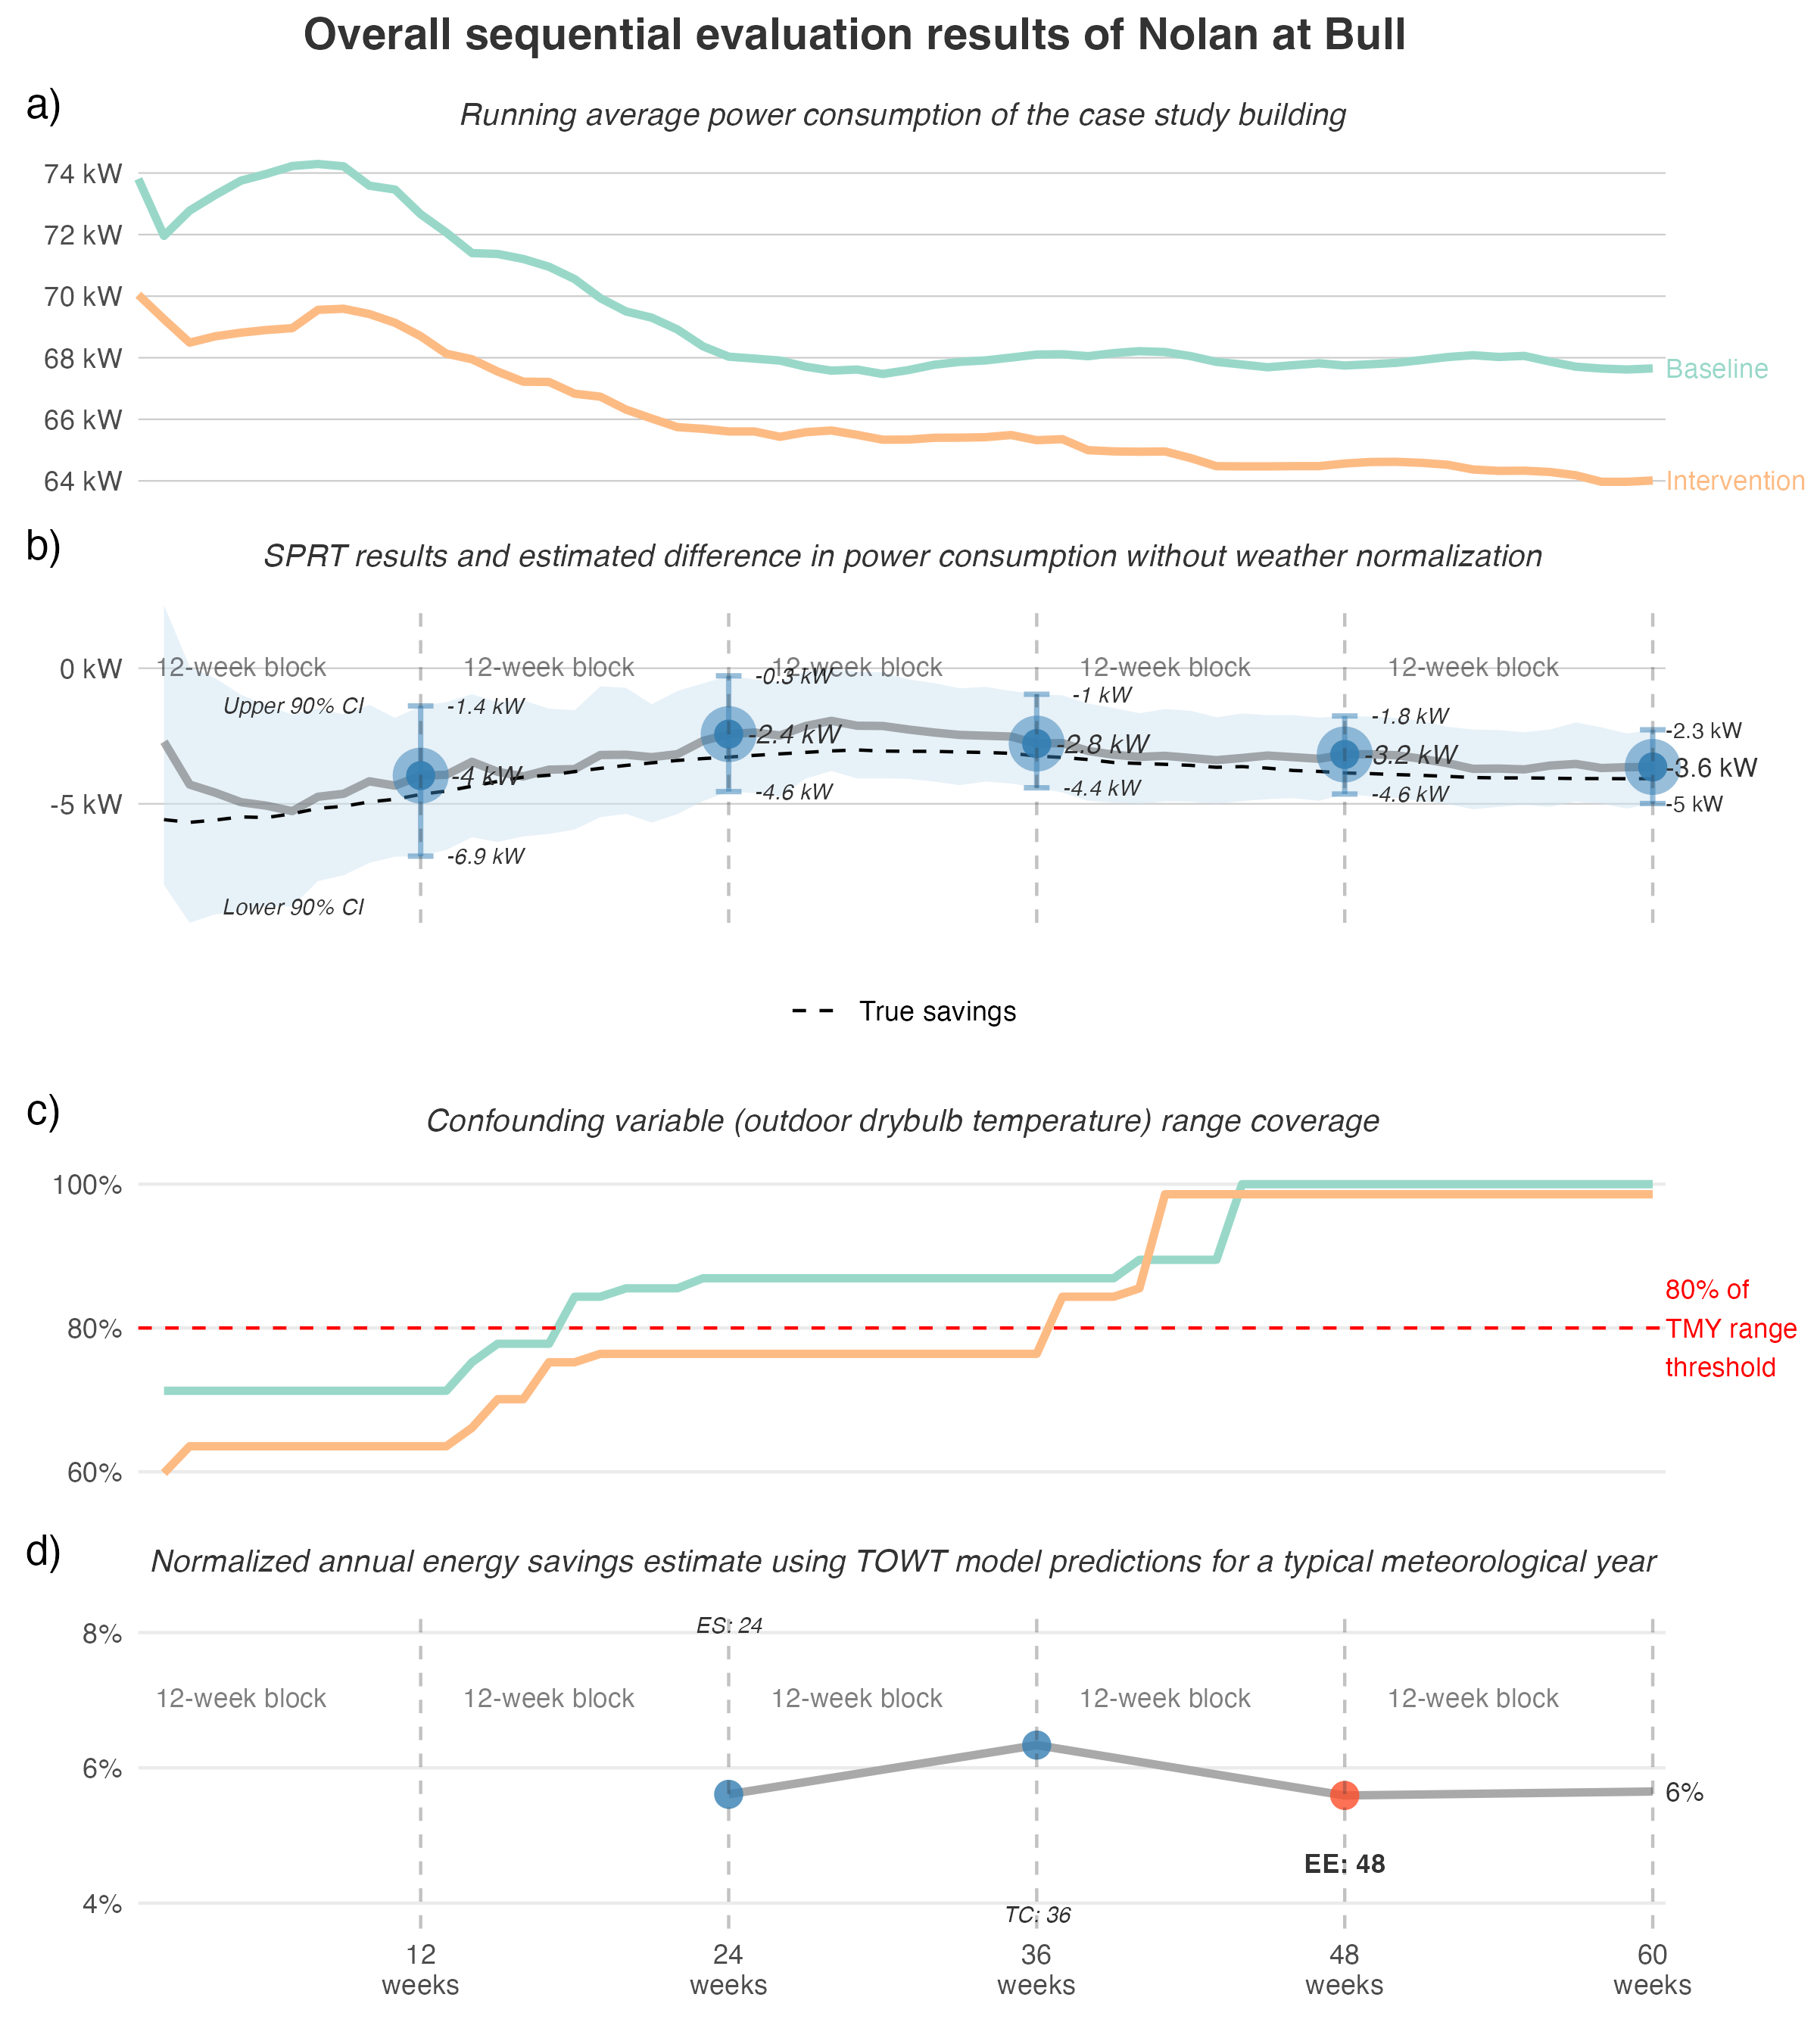 Overall sequential evaluation results of Nolan at Bull
a)
Running average power consumption of the case study building
74 kW
72 kW
70 kW
68 kW
66 kW
64 kW
Baseline
Intervention
b)
SPRT results and estimated difference in power consumption without weather normalization
0 kW
-5 kW
12-week block
12-week block
12-week block
12-week block
12-week block
Upper 90% CI
Lower 90% CI
-1.4 kW
-4 kW
-6.9 kW
-0.3 kW
-2.4 kW
-4.6 kW
-1 kW
-2.8 kW
-4.4 kW
-1.8 kW
-3.2 kW
-4.6 kW
-2.3 kW
-3.6 kW
-5 kW
True savings
c)
Confounding variable (outdoor drybulb temperature) range coverage
100%
80%
60%
80% of
TMY range
threshold
d)
Normalized annual energy savings estimate using TOWT model predictions for a typical meteorological year
8%
6%
4%
ES: 24
12-week block
12-week block
12-week block
12-week block
12-week block
6%
EE: 48
TC: 36
12
weeks
24
weeks
36
weeks
48
weeks
60
weeks